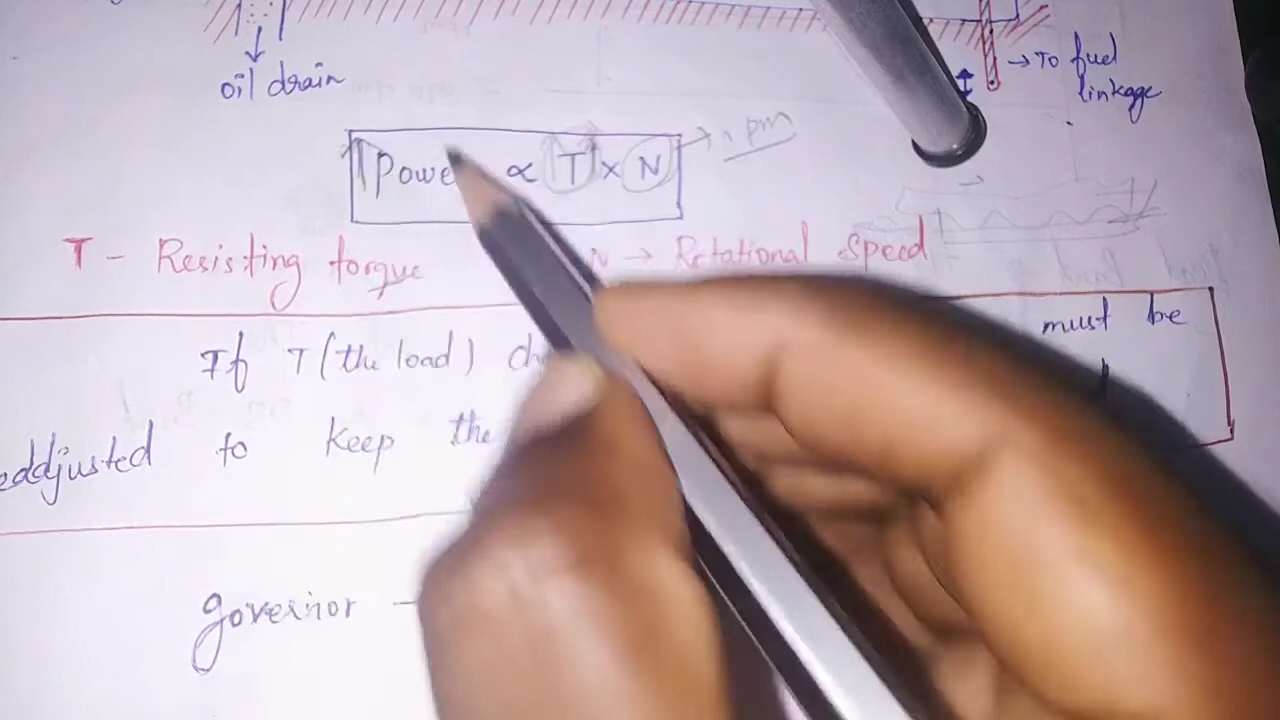 oil drain
→ To fuel
linkage
Powe ∝ T × N → rpm
T - Resisting torque N → Rotational Speed
If T (the load) ch must be
eaddjusted to keep the
governor -